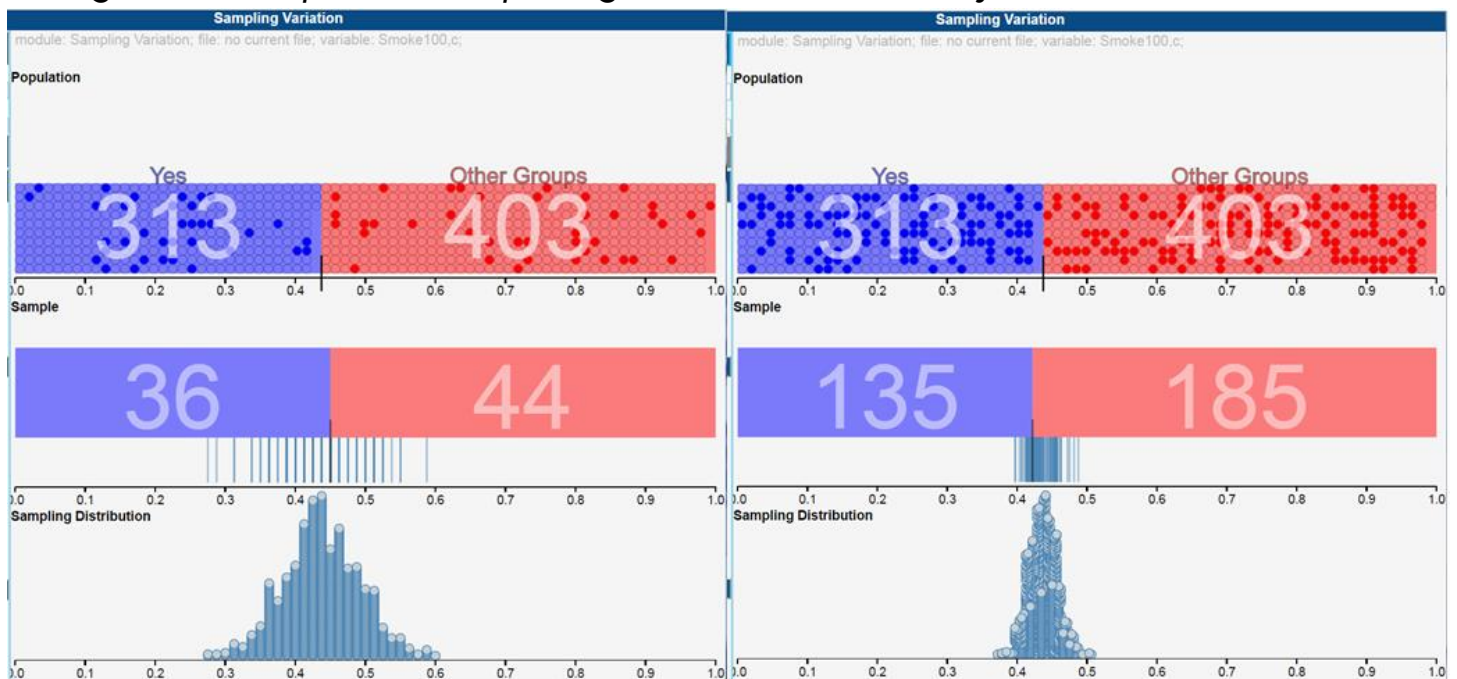 Sampling Variation
module: Sampling Variation; file: no current file; variable: Smoke100,c;
Population
Yes Other Groups
313 403
0.0 0.1 0.2 0.3 0.4 0.5 0.6 0.7 0.8 0.9 1.0
Sample
36 44
0.0 0.1 0.2 0.3 0.4 0.5 0.6 0.7 0.8 0.9 1.0
Sampling Distribution
0.0 0.1 0.2 0.3 0.4 0.5 0.6 0.7 0.8 0.9 1.0
Sampling Variation
module: Sampling Variation; file: no current file; variable: Smoke100,c;
Population
Yes Other Groups
313 403
0.0 0.1 0.2 0.3 0.4 0.5 0.6 0.7 0.8 0.9 1.0
Sample
135 185
0.0 0.1 0.2 0.3 0.4 0.5 0.6 0.7 0.8 0.9 1.0
Sampling Distribution
0.0 0.1 0.2 0.3 0.4 0.5 0.6 0.7 0.8 0.9 1.0